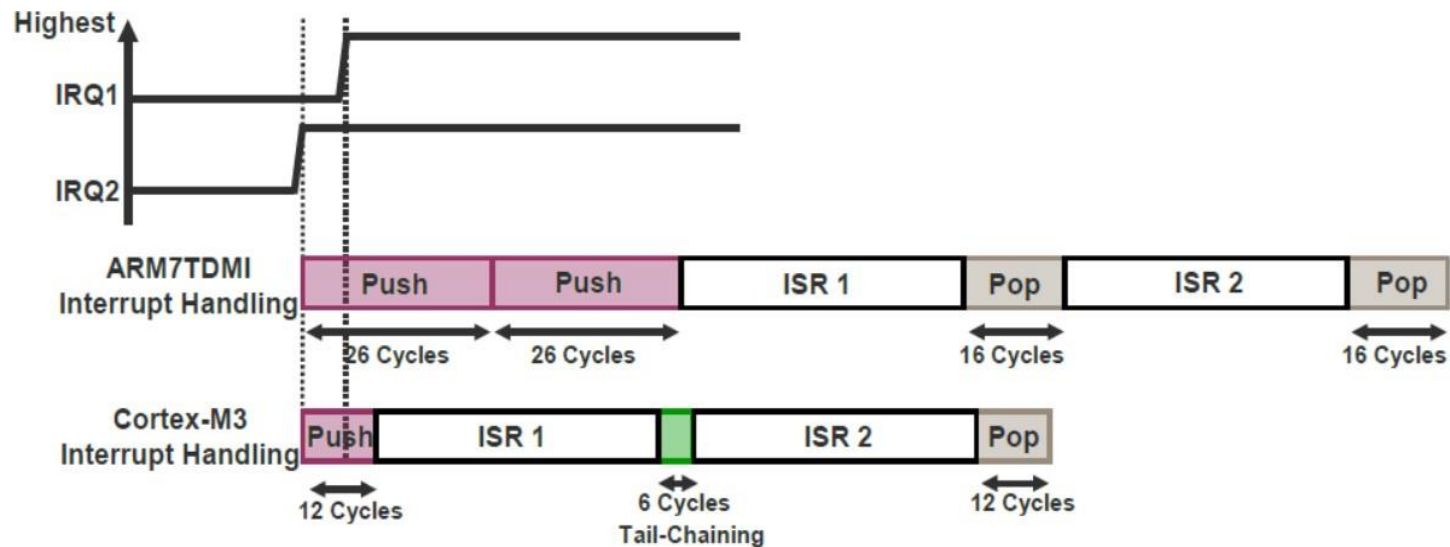 Highest
IRQ1
IRQ2
ARM7TDMI
Interrupt Handling
Push
Push
ISR 1
Pop
ISR 2
Pop
26 Cycles
26 Cycles
16 Cycles
16 Cycles
Cortex-M3
Interrupt Handling
Push
ISR 1
ISR 2
Pop
12 Cycles
6 Cycles
Tail-Chaining
12 Cycles